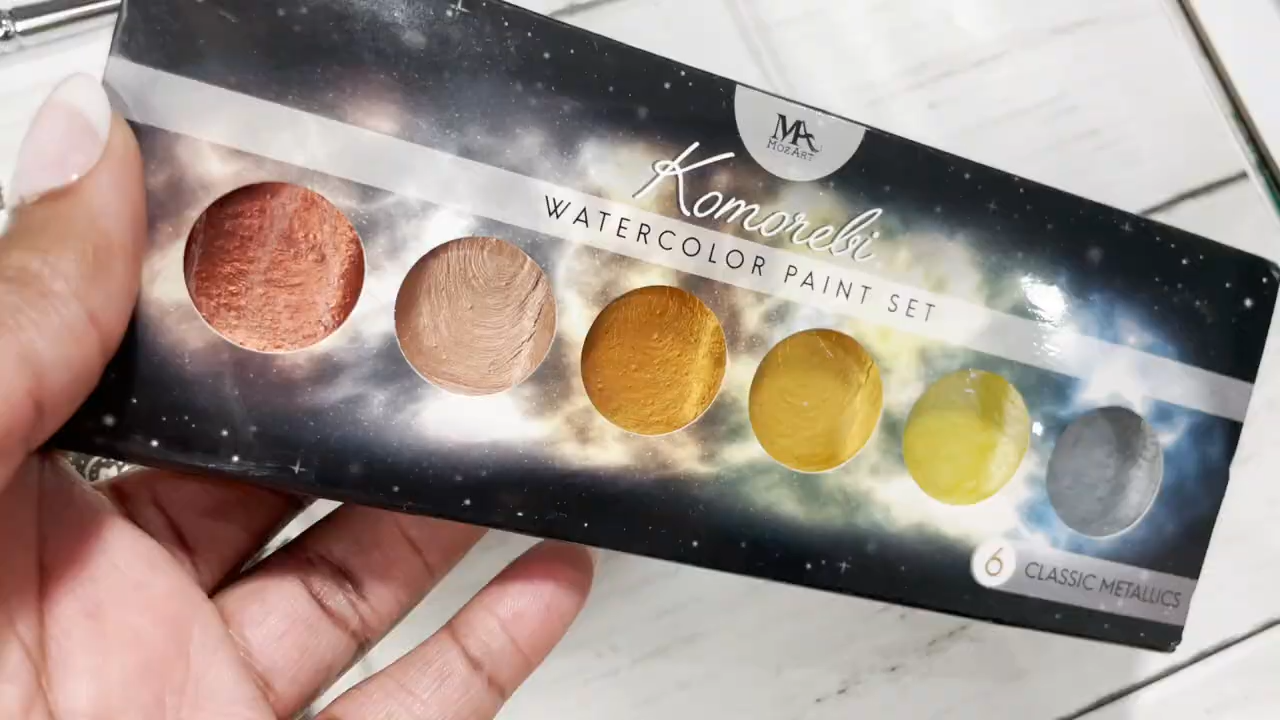 MA
MozArt
Komorebi
WATERCOLOR PAINT SET
6 CLASSIC METALLICS